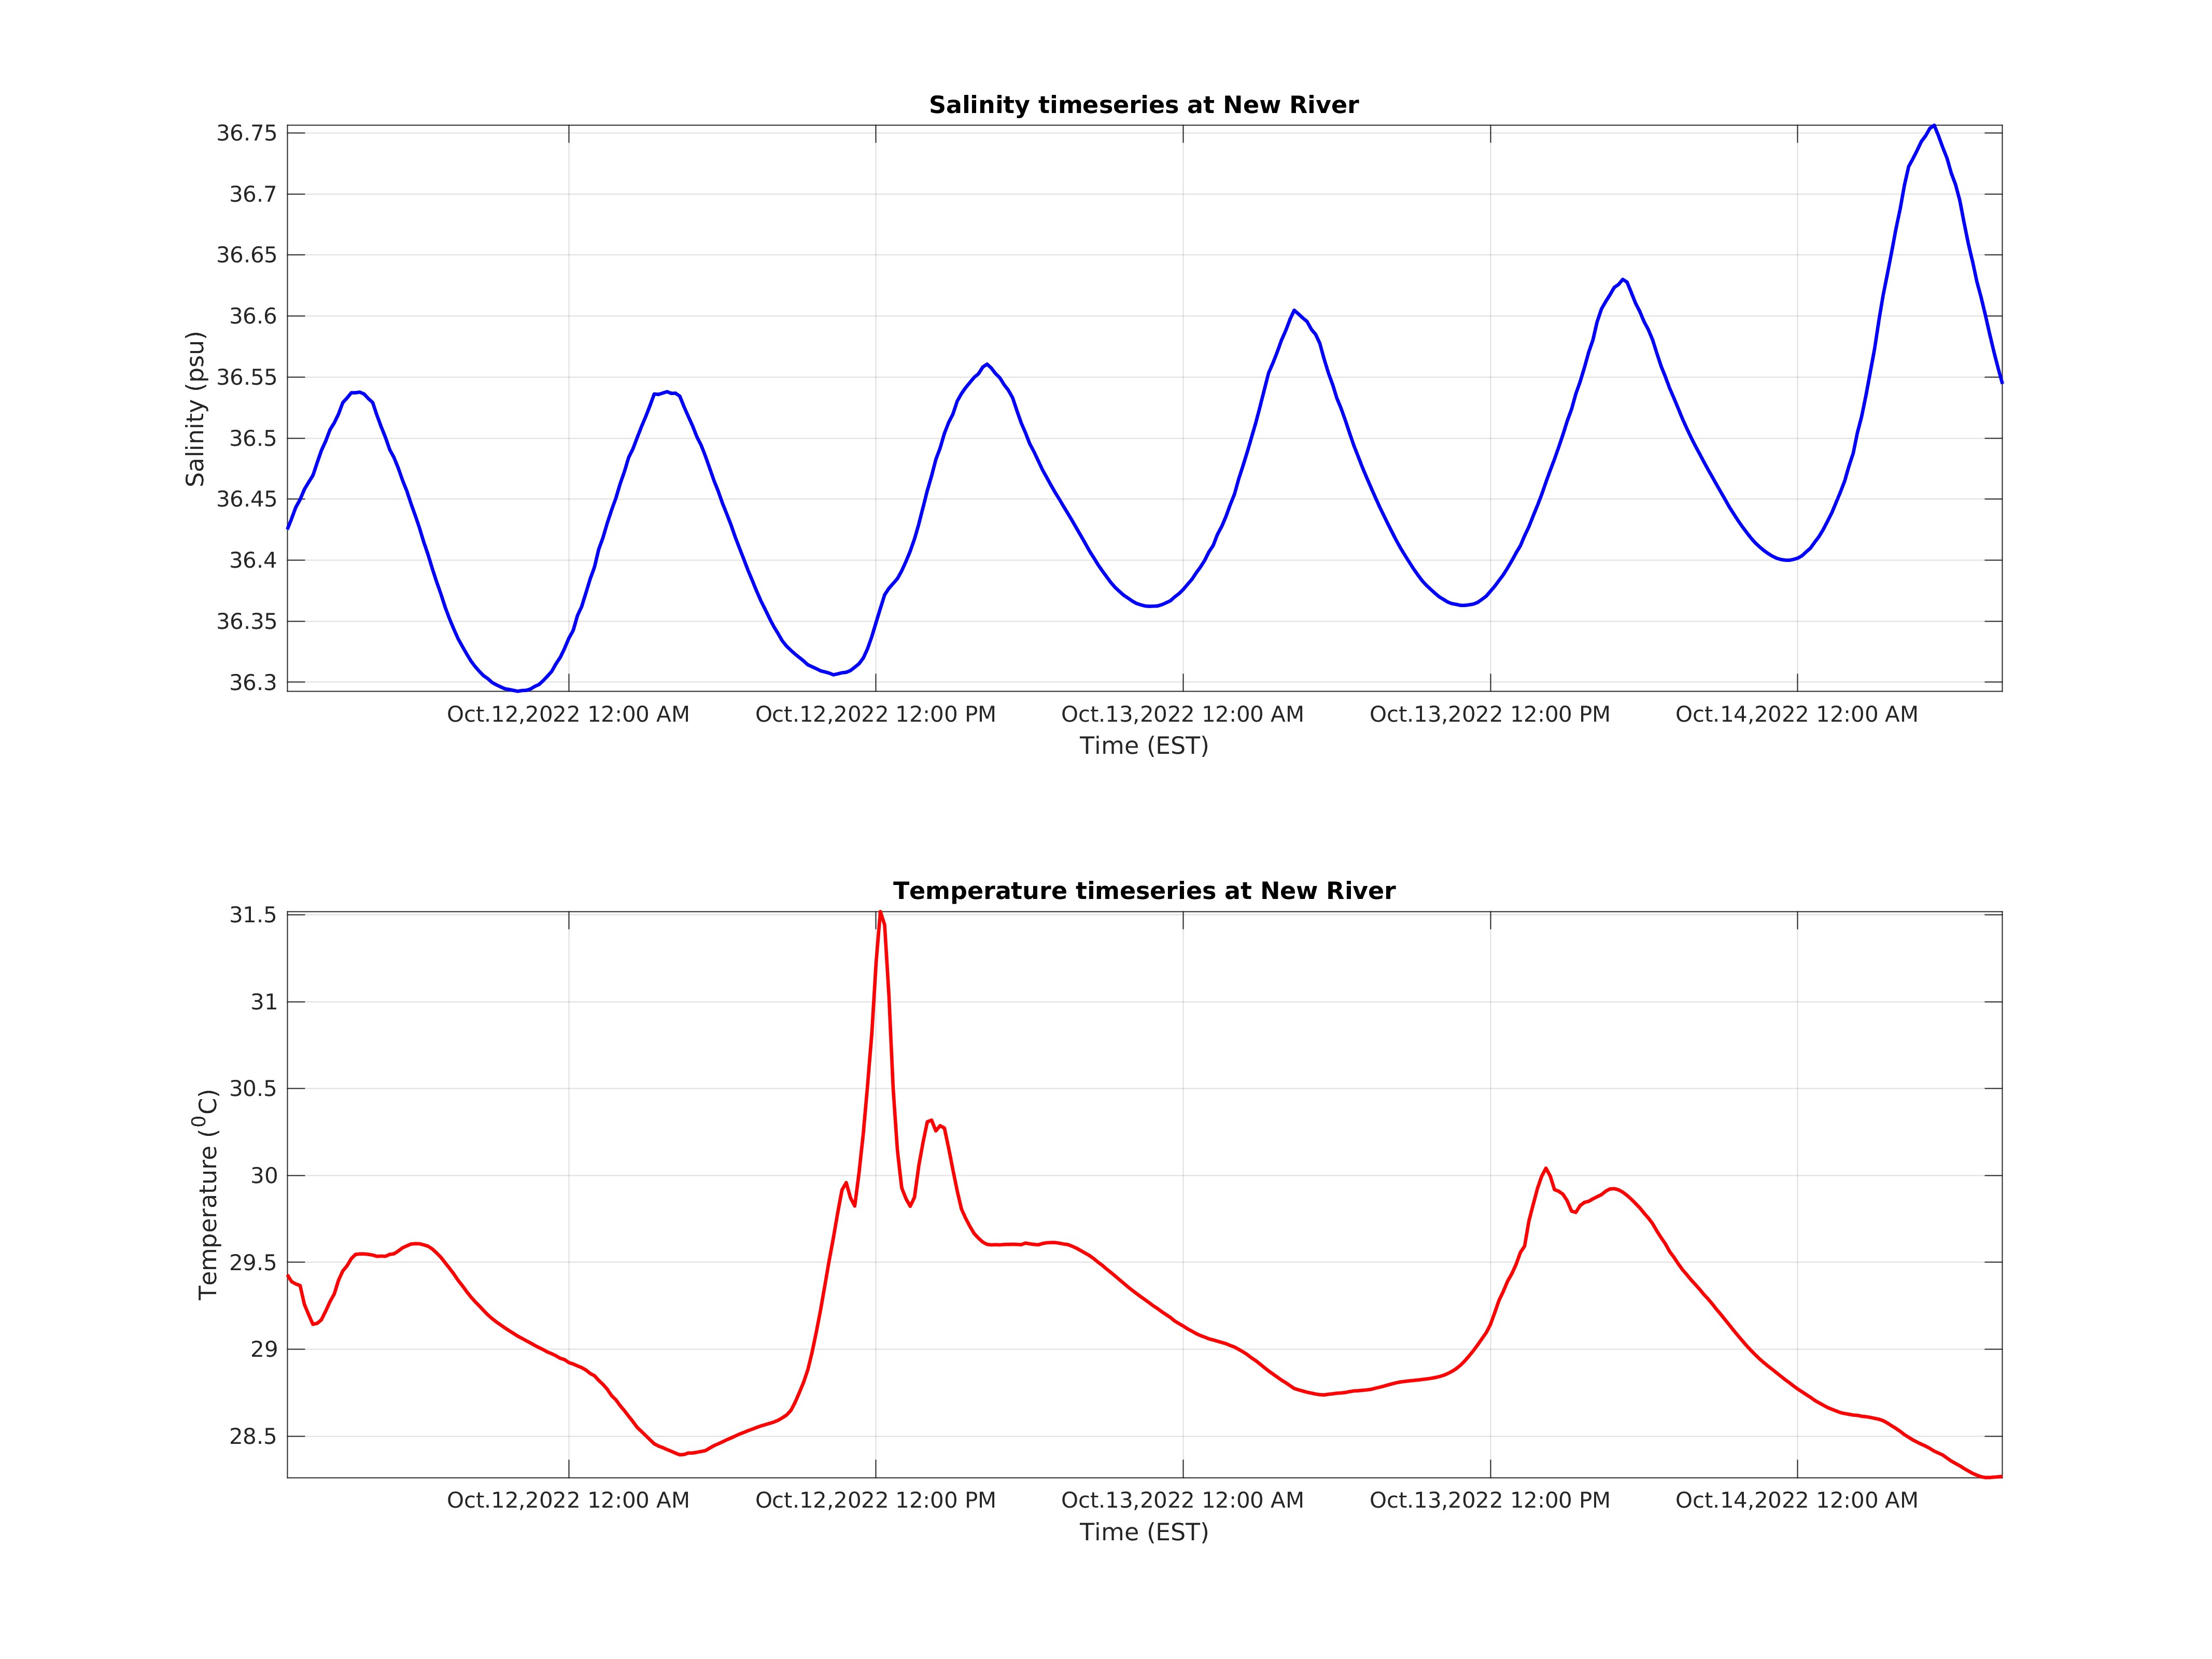 Salinity timeseries at New River
36.75
36.7
36.65
36.6
36.55
36.5
36.45
36.4
36.35
36.3
Salinity (psu)
Oct.12,2022 12:00 AM Oct.12,2022 12:00 PM Oct.13,2022 12:00 AM Oct.13,2022 12:00 PM Oct.14,2022 12:00 AM
Time (EST)
Temperature timeseries at New River
31.5
31
30.5
30
29.5
29
28.5
Temperature (⁰C)
Oct.12,2022 12:00 AM Oct.12,2022 12:00 PM Oct.13,2022 12:00 AM Oct.13,2022 12:00 PM Oct.14,2022 12:00 AM
Time (EST)